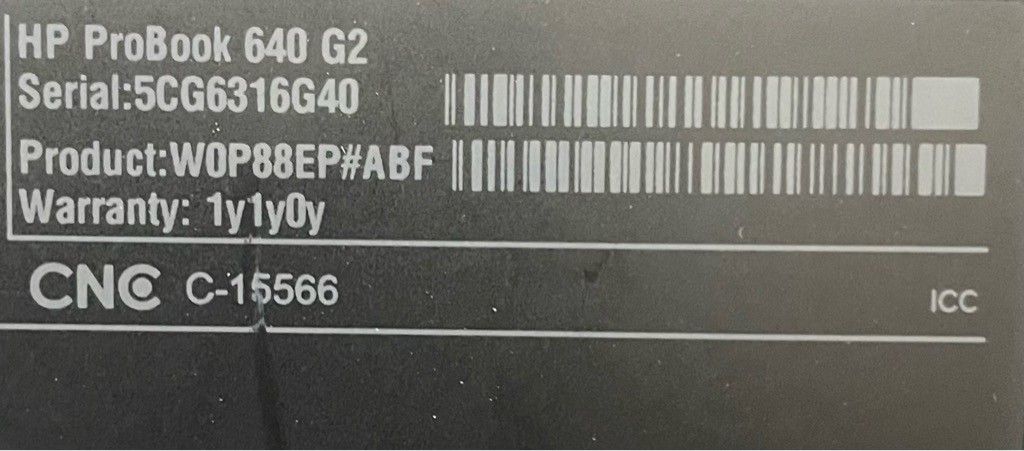 HP ProBook 640 G2
Serial:5CG6316G40
Product:W0P88EP#ABF
Warranty: 1y1y0y
CNC C-15566
ICC